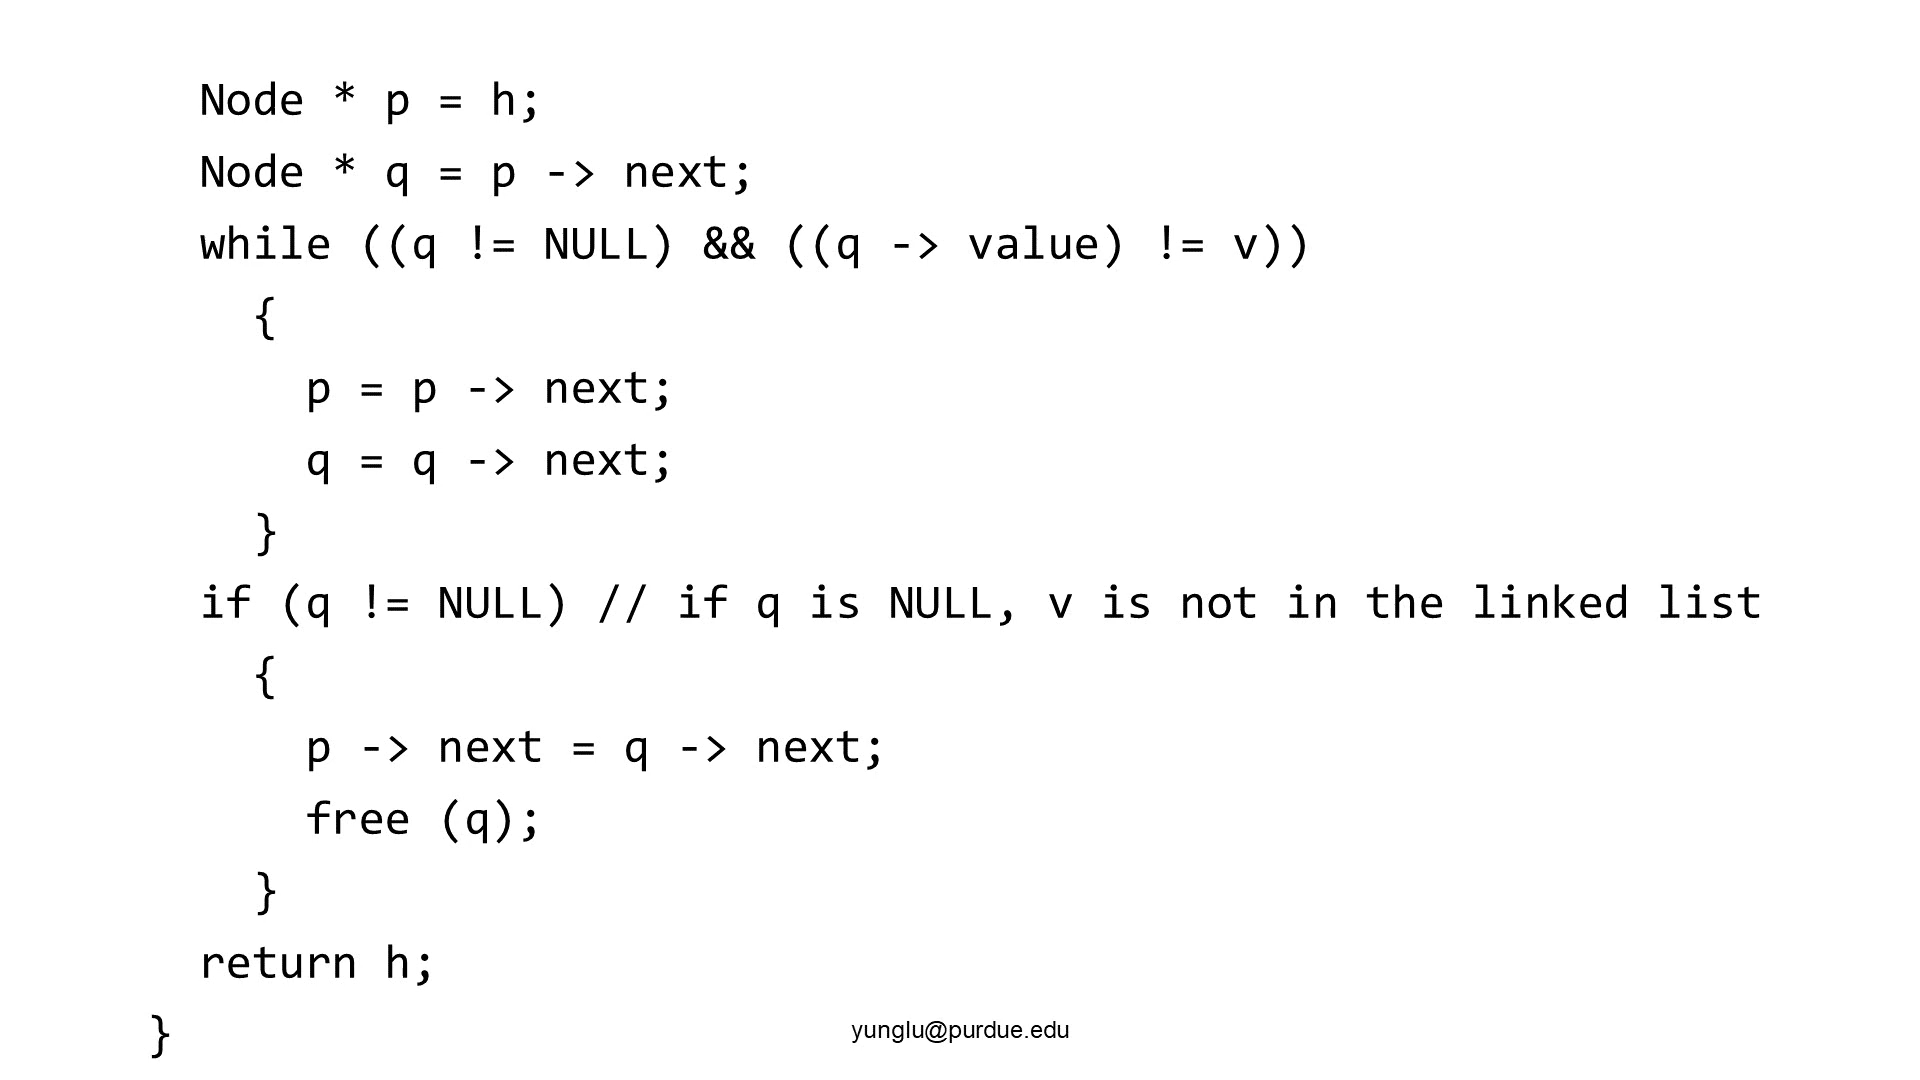 Node * p = h;
Node * q = p -> next;
while ((q != NULL) && ((q -> value) != v))
{
p = p -> next;
q = q -> next;
}
if (q != NULL) // if q is NULL, v is not in the linked list
{
p -> next = q -> next;
free (q);
}
return h;
}
yunglu@purdue.edu